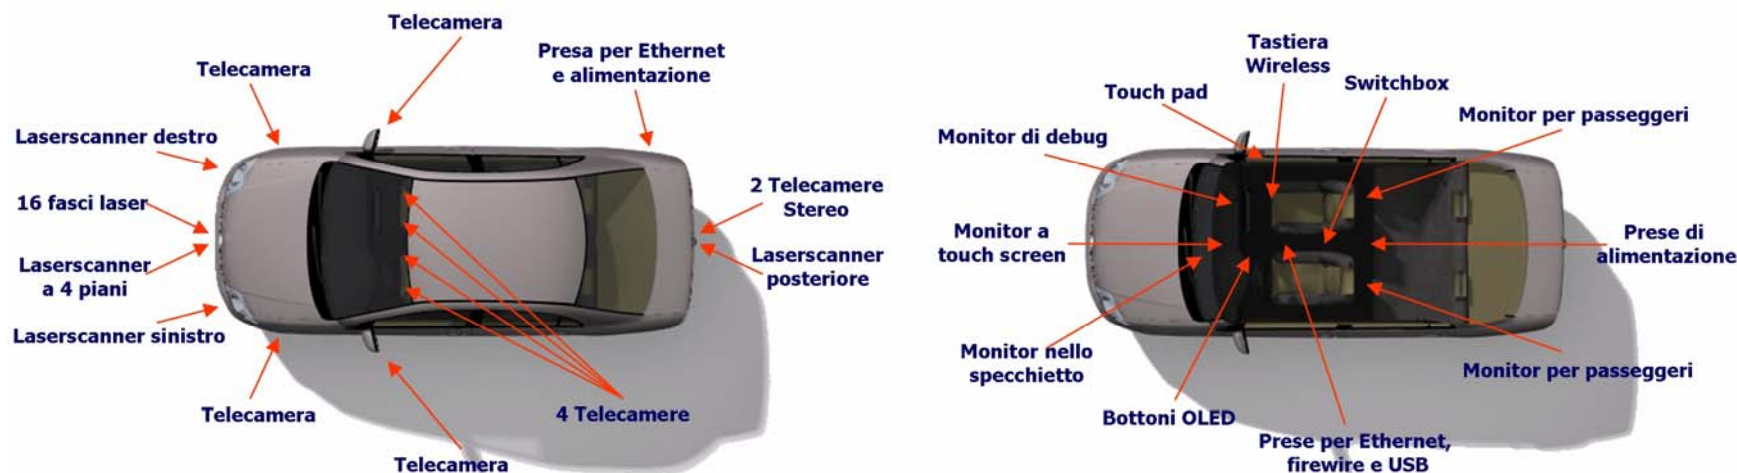 Telecamera
Telecamera
Presa per Ethernet
e alimentazione
Laserscanner destro
16 fasci laser
2 Telecamere
Stereo
Laserscanner
a 4 piani
Laserscanner
posteriore
Laserscanner sinistro
Telecamera
4 Telecamere
Telecamera
Tastiera
Wireless
Switchbox
Touch pad
Monitor per passeggeri
Monitor di debug
Monitor a
touch screen
Prese di
alimentazione
Monitor nello
specchietto
Monitor per passeggeri
Bottoni OLED
Prese per Ethernet,
firewire e USB